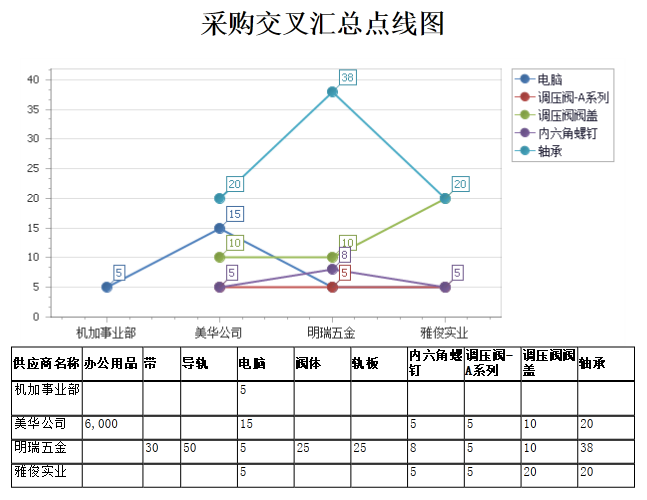 采购交叉汇总点线图
40
35
30
25
20
15
10
5
0
38
20
20
15
10
10
8
5
5
5
5
电脑
调压阀-A系列
调压阀阀盖
内六角螺钉
轴承
机加事业部 美华公司 明瑞五金 雅俊实业
供应商名称 办公用品 带 导轨 电脑 阀体 轨板 内六角螺钉 调压阀-A系列 调压阀阀盖 轴承
机加事业部 5
美华公司 6,000 15 5 5 10 20
明瑞五金 30 50 5 25 25 8 5 10 38
雅俊实业 5 5 5 20 20